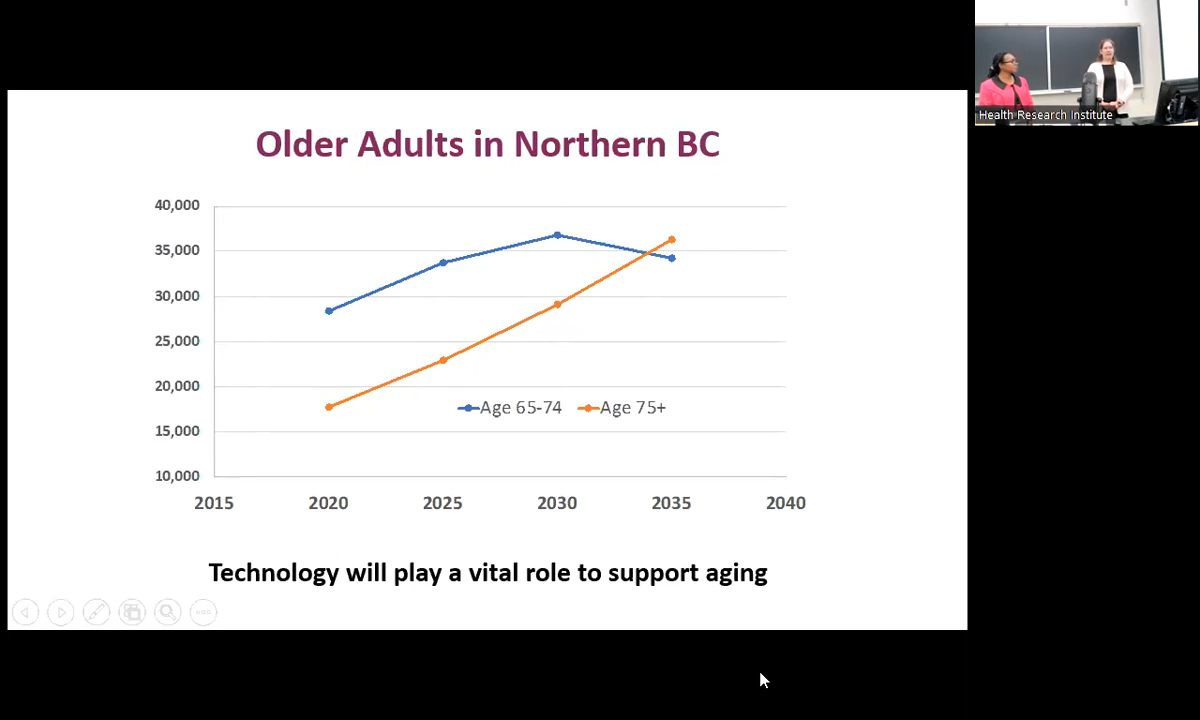 Older Adults in Northern BC
40,000
35,000
30,000
25,000
20,000
15,000
10,000
Age 65-74 Age 75+
2015 2020 2025 2030 2035 2040
Technology will play a vital role to support aging
Health Research Institute